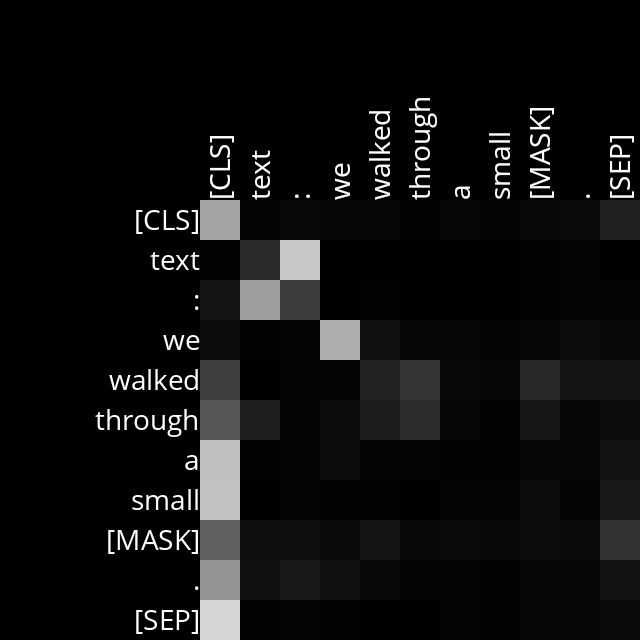 [CLS] text : we walked through a small [MASK] . [SEP]
[CLS]
text
:
we
walked
through
a
small
[MASK]
.
[SEP]